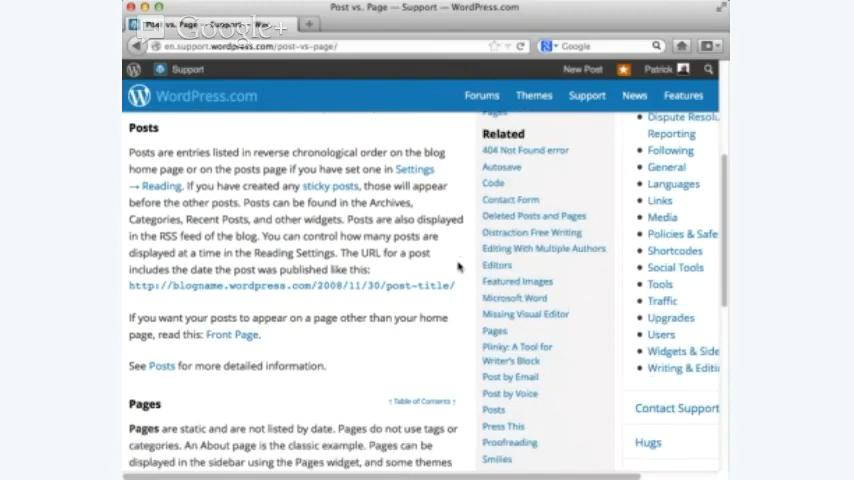 Post vs. Page — Support — WordPress.com
Google+
en.support.wordpress.com/post-vs-page/
Google
Support
New Post
Patrick
WordPress.com
Forums
Themes
Support
News
Features
Posts
Posts are entries listed in reverse chronological order on the blog
home page or on the posts page if you have set one in Settings
→ Reading. If you have created any sticky posts, those will appear
before the other posts. Posts can be found in the Archives,
Categories, Recent Posts, and other widgets. Posts are also displayed
in the RSS feed of the blog. You can control how many posts are
displayed at a time in the Reading Settings. The URL for a post
includes the date the post was published like this:
http://blogname.wordpress.com/2008/11/30/post-title/
If you want your posts to appear on a page other than your home
page, read this: Front Page.
See Posts for more detailed information.
Pages
↑ Table of Contents ↑
Pages are static and are not listed by date. Pages do not use tags or
categories. An About page is the classic example. Pages can be
displayed in the sidebar using the Pages widget, and some themes
Pages
Related
404 Not Found error
Autosave
Code
Contact Form
Deleted Posts and Pages
Distraction Free Writing
Editing With Multiple Authors
Editors
Featured Images
Microsoft Word
Missing Visual Editor
Pages
Plinky: A Tool for
Writer's Block
Post by Email
Post by Voice
Posts
Press This
Proofreading
Smilies
Dispute Resolu
Reporting
Following
General
Languages
Links
Media
Policies & Safe
Shortcodes
Social Tools
Tools
Traffic
Upgrades
Users
Widgets & Side
Writing & Editi
Contact Support
Hugs